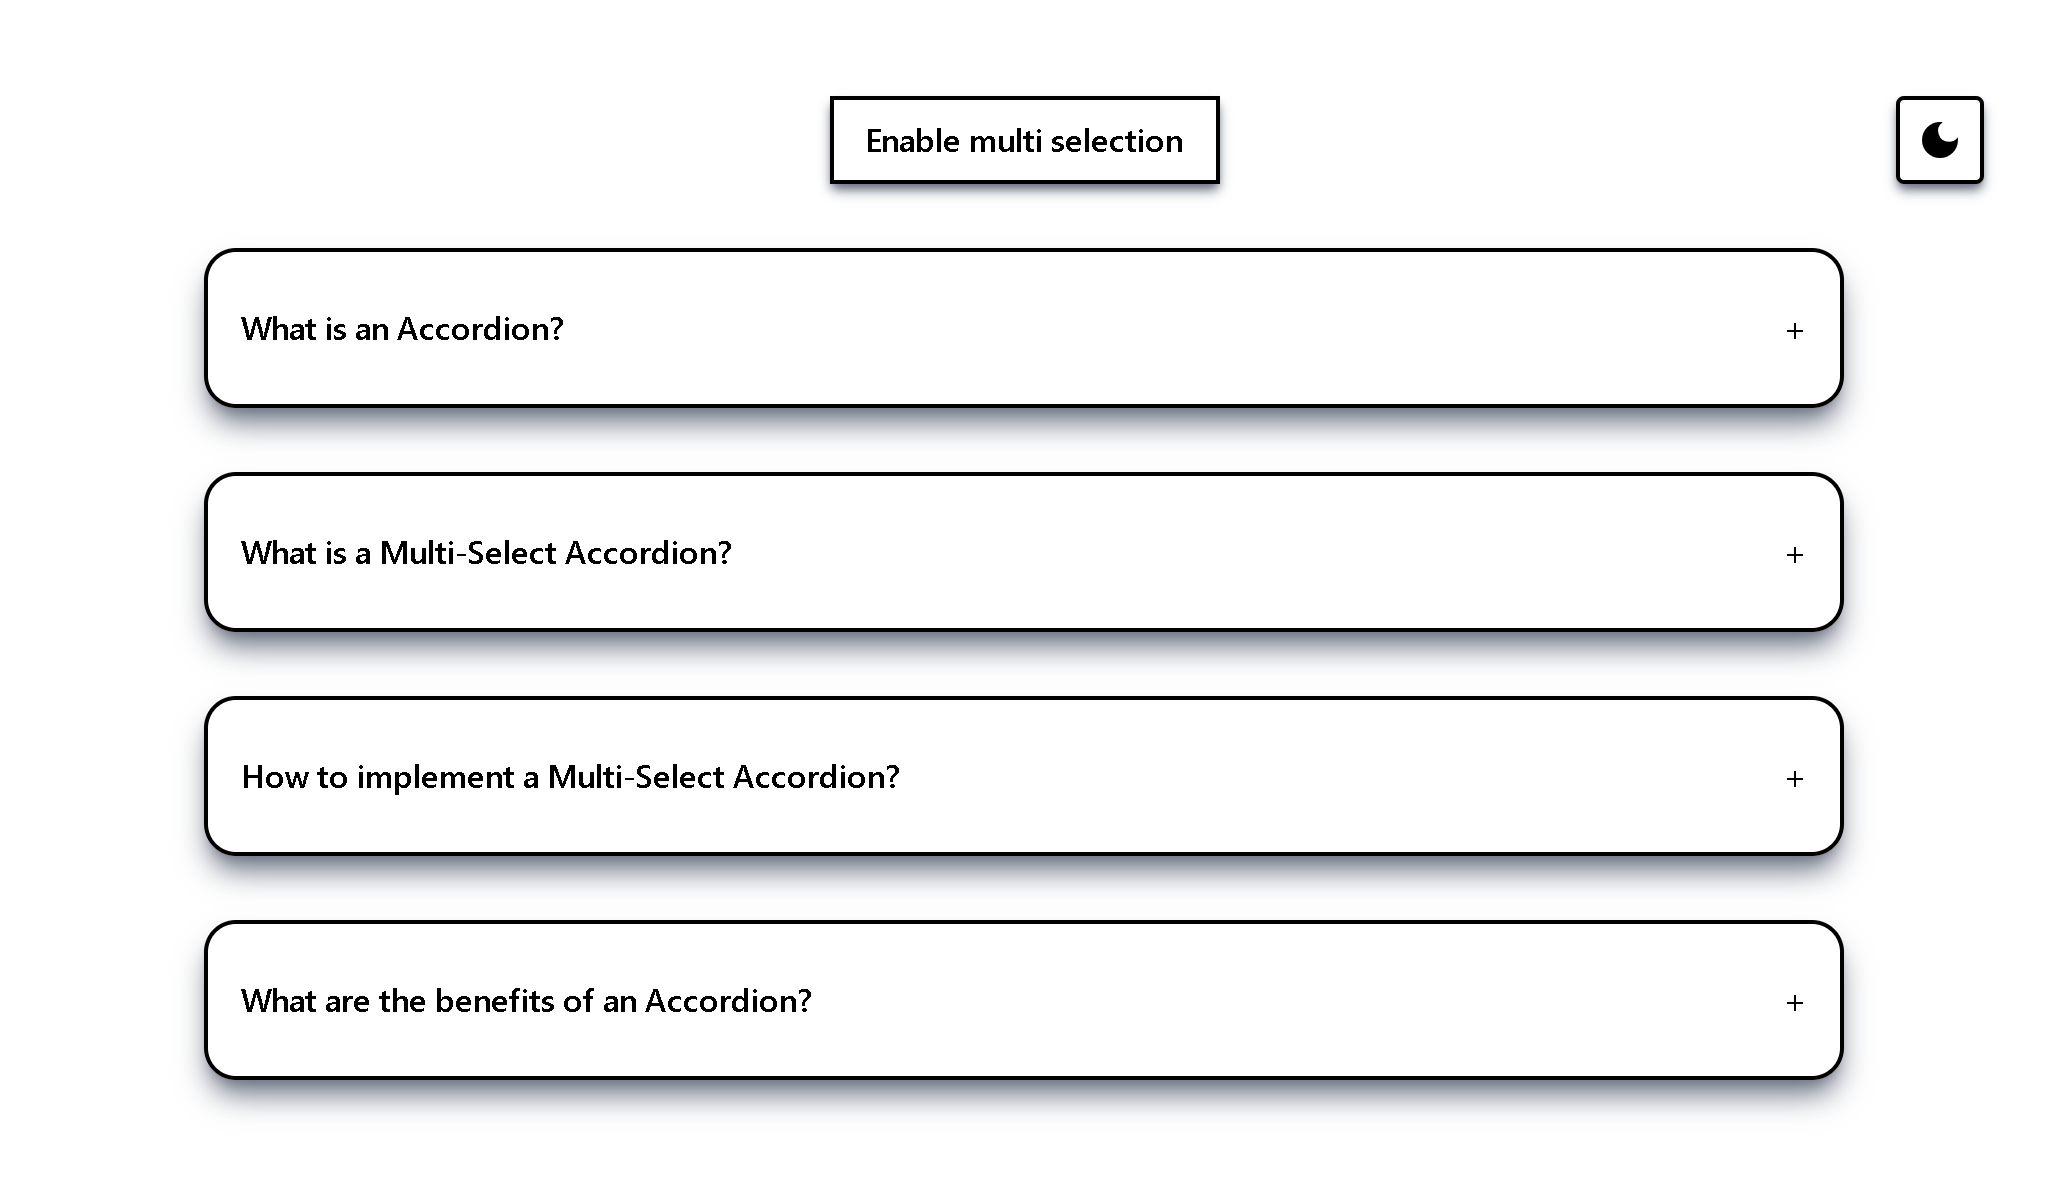 Enable multi selection
What is an Accordion? +
What is a Multi-Select Accordion? +
How to implement a Multi-Select Accordion? +
What are the benefits of an Accordion? +